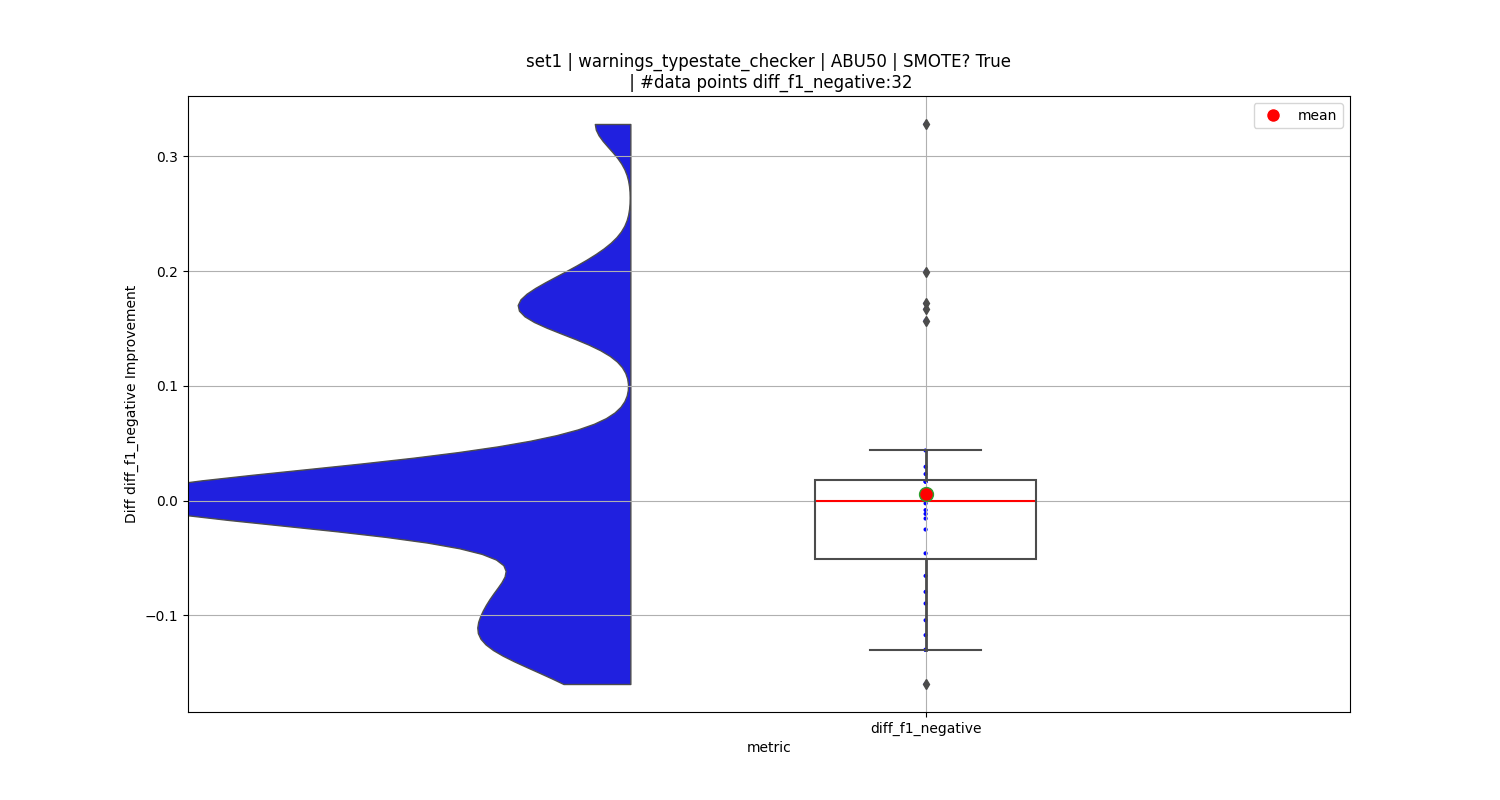 set1 | warnings_typestate_checker | ABU50 | SMOTE? True
| #data points diff_f1_negative:32
mean
0.3
0.2
0.1
0.0
−0.1
Diff diff_f1_negative Improvement
diff_f1_negative
metric